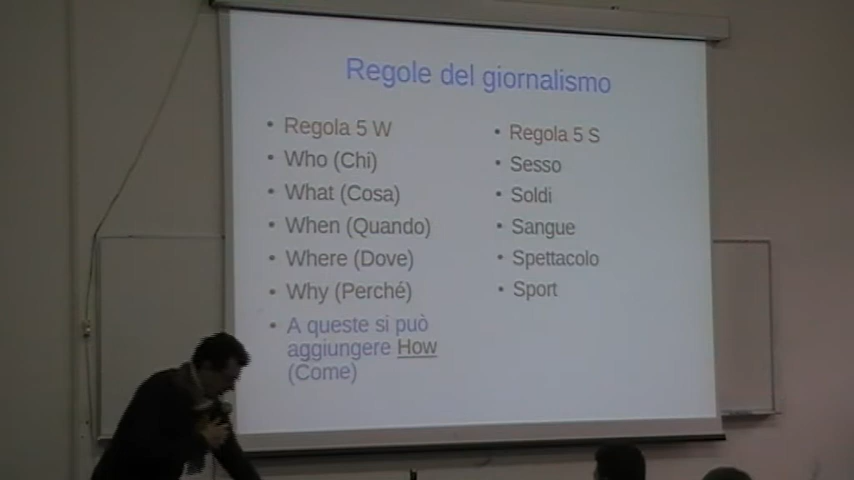 Regole del giornalismo
• Regola 5 W
• Who (Chi)
• What (Cosa)
• When (Quando)
• Where (Dove)
• Why (Perché)
• A queste si può
aggiungere How
(Come)
• Regola 5 S
• Sesso
• Soldi
• Sangue
• Spettacolo
• Sport